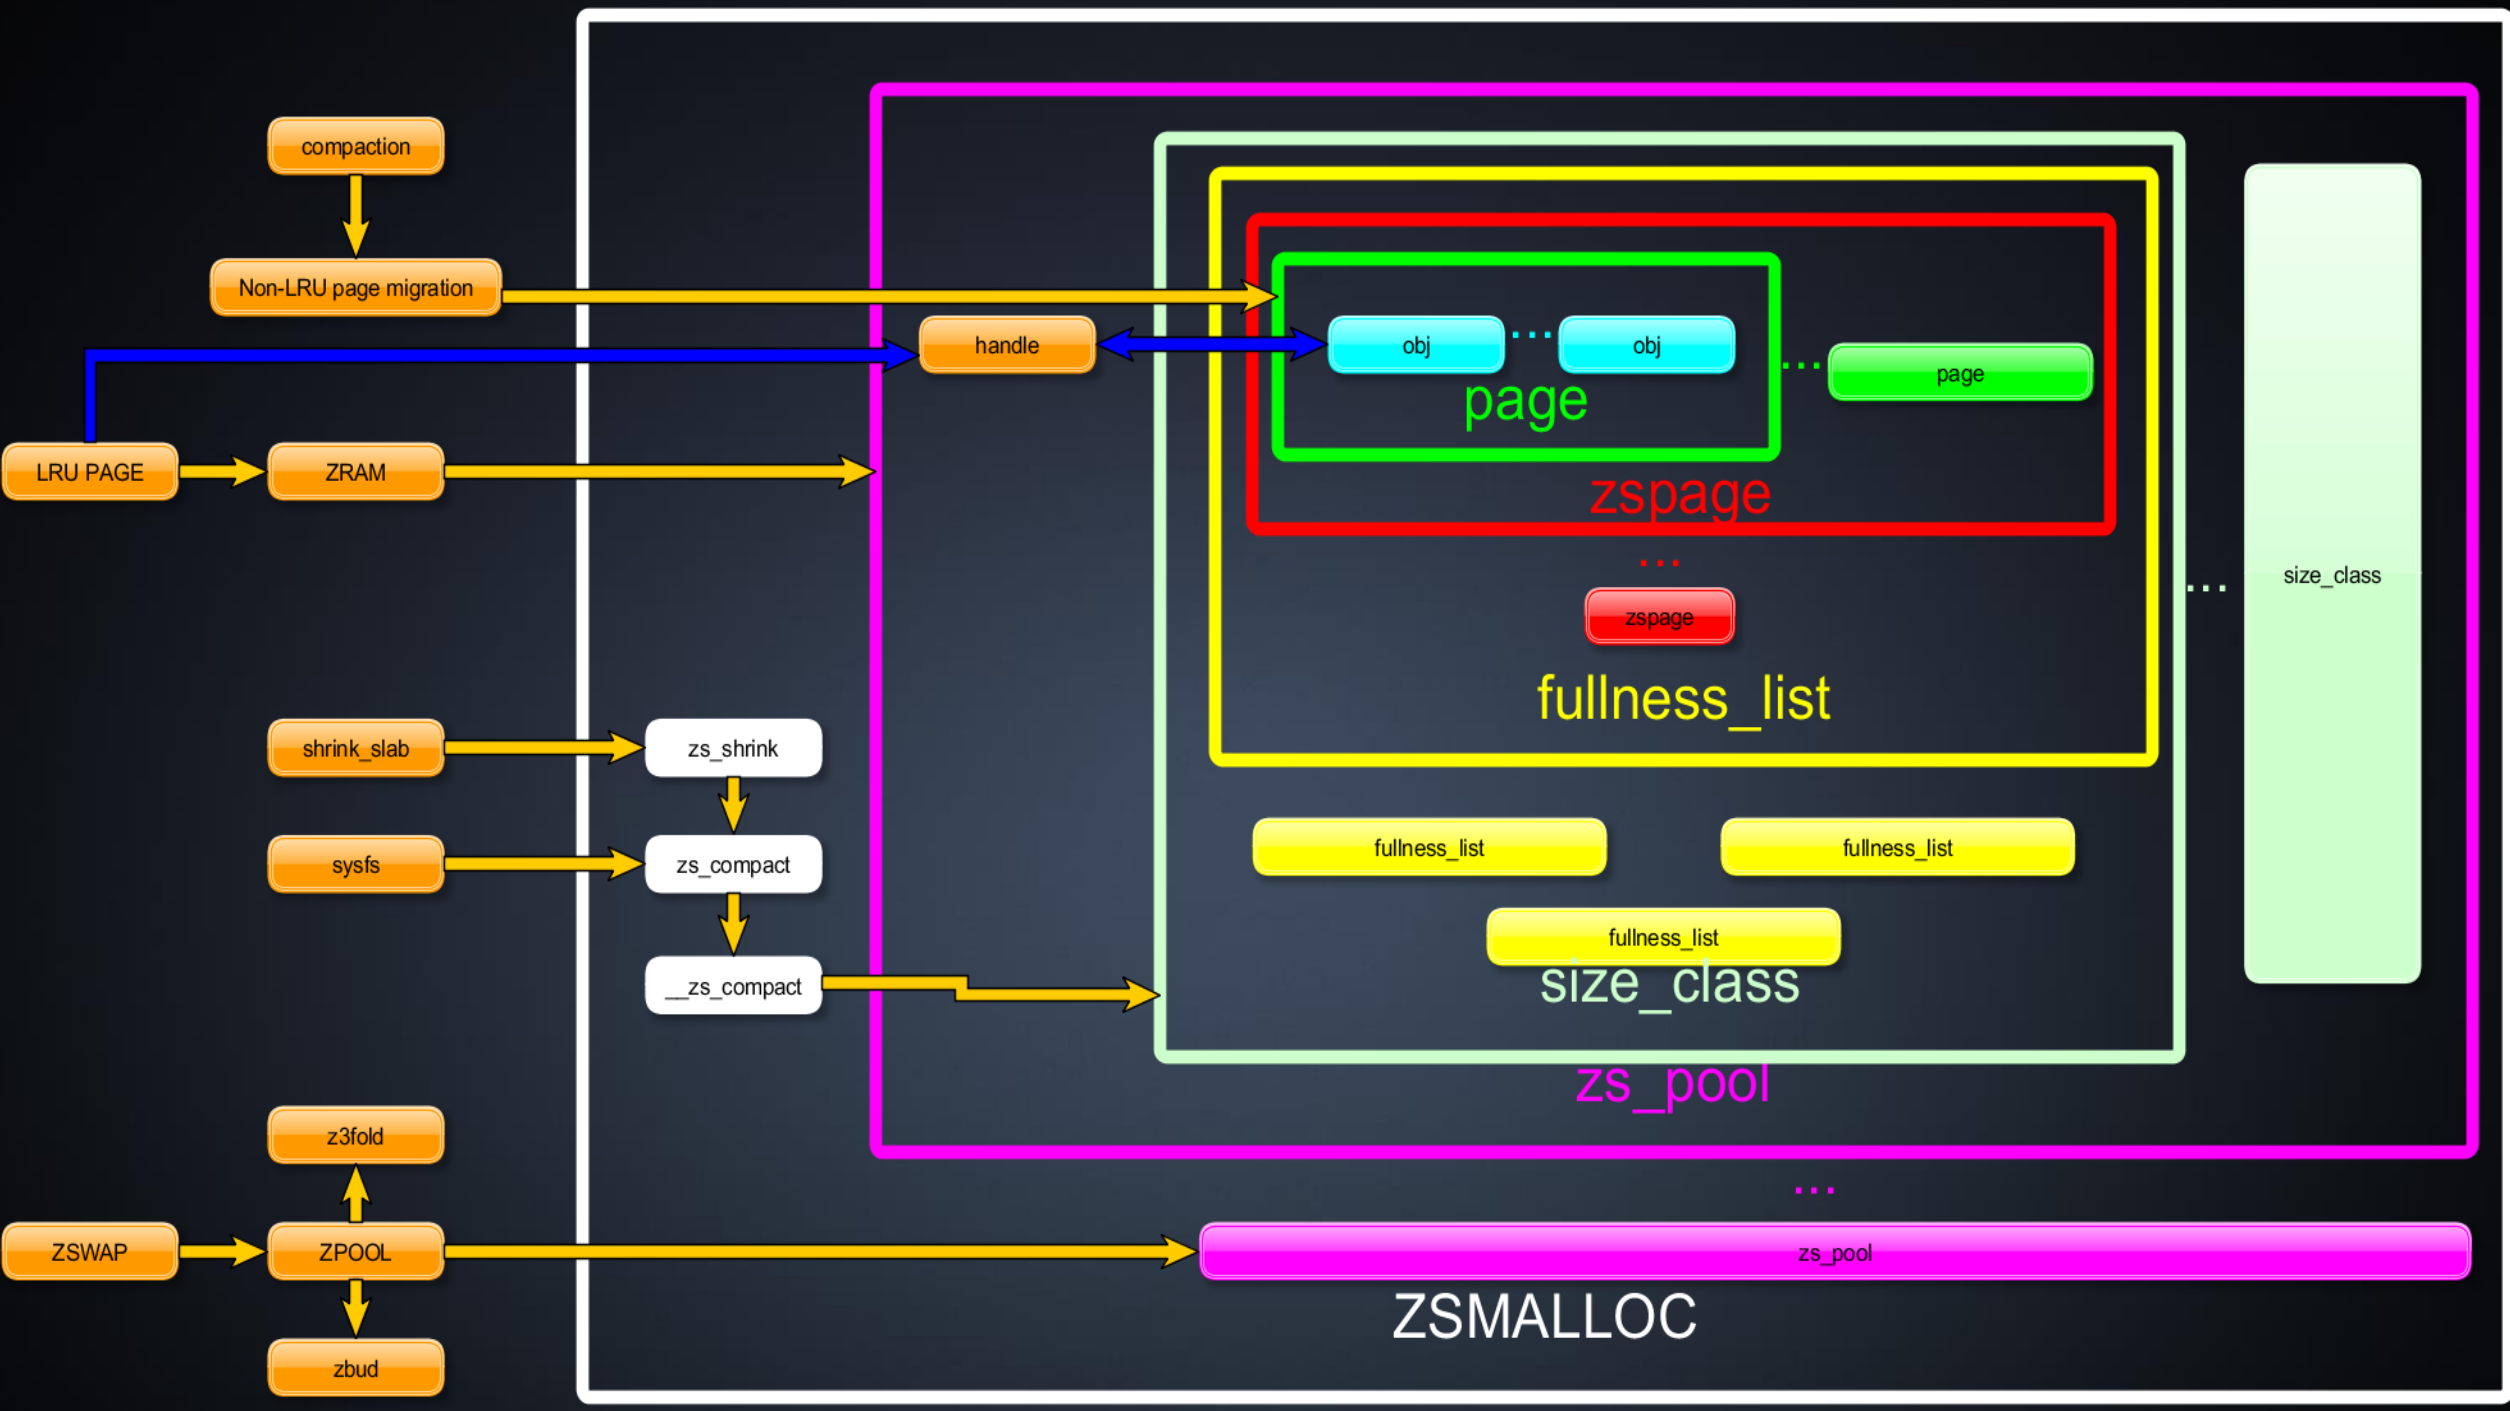 compaction
Non-LRU page migration
handle
obj
...
obj
...
page
page
LRU PAGE
ZRAM
zspage
...
zspage
...
size_class
fullness_list
shrink_slab
zs_shrink
sysfs
zs_compact
fullness_list
fullness_list
fullness_list
__zs_compact
size_class
zs_pool
z3fold
...
ZSWAP
ZPOOL
zs_pool
ZSMALLOC
zbud